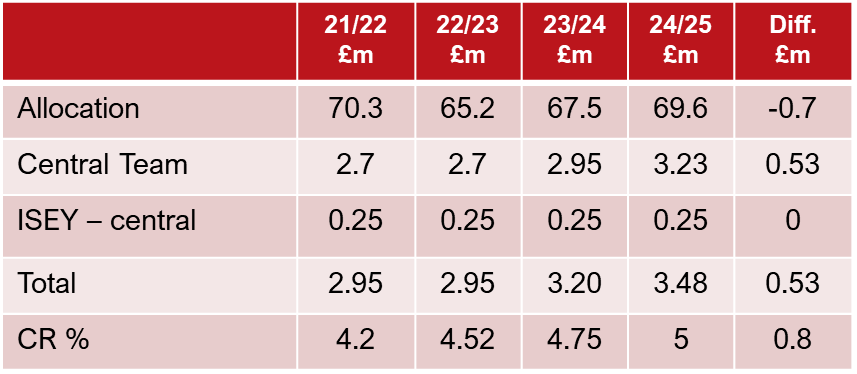 21/22 22/23 23/24 24/25 Diff.
£m £m £m £m £m
Allocation 70.3 65.2 67.5 69.6 -0.7
Central Team 2.7 2.7 2.95 3.23 0.53
ISEY – central 0.25 0.25 0.25 0.25 0
Total 2.95 2.95 3.20 3.48 0.53
CR % 4.2 4.52 4.75 5 0.8